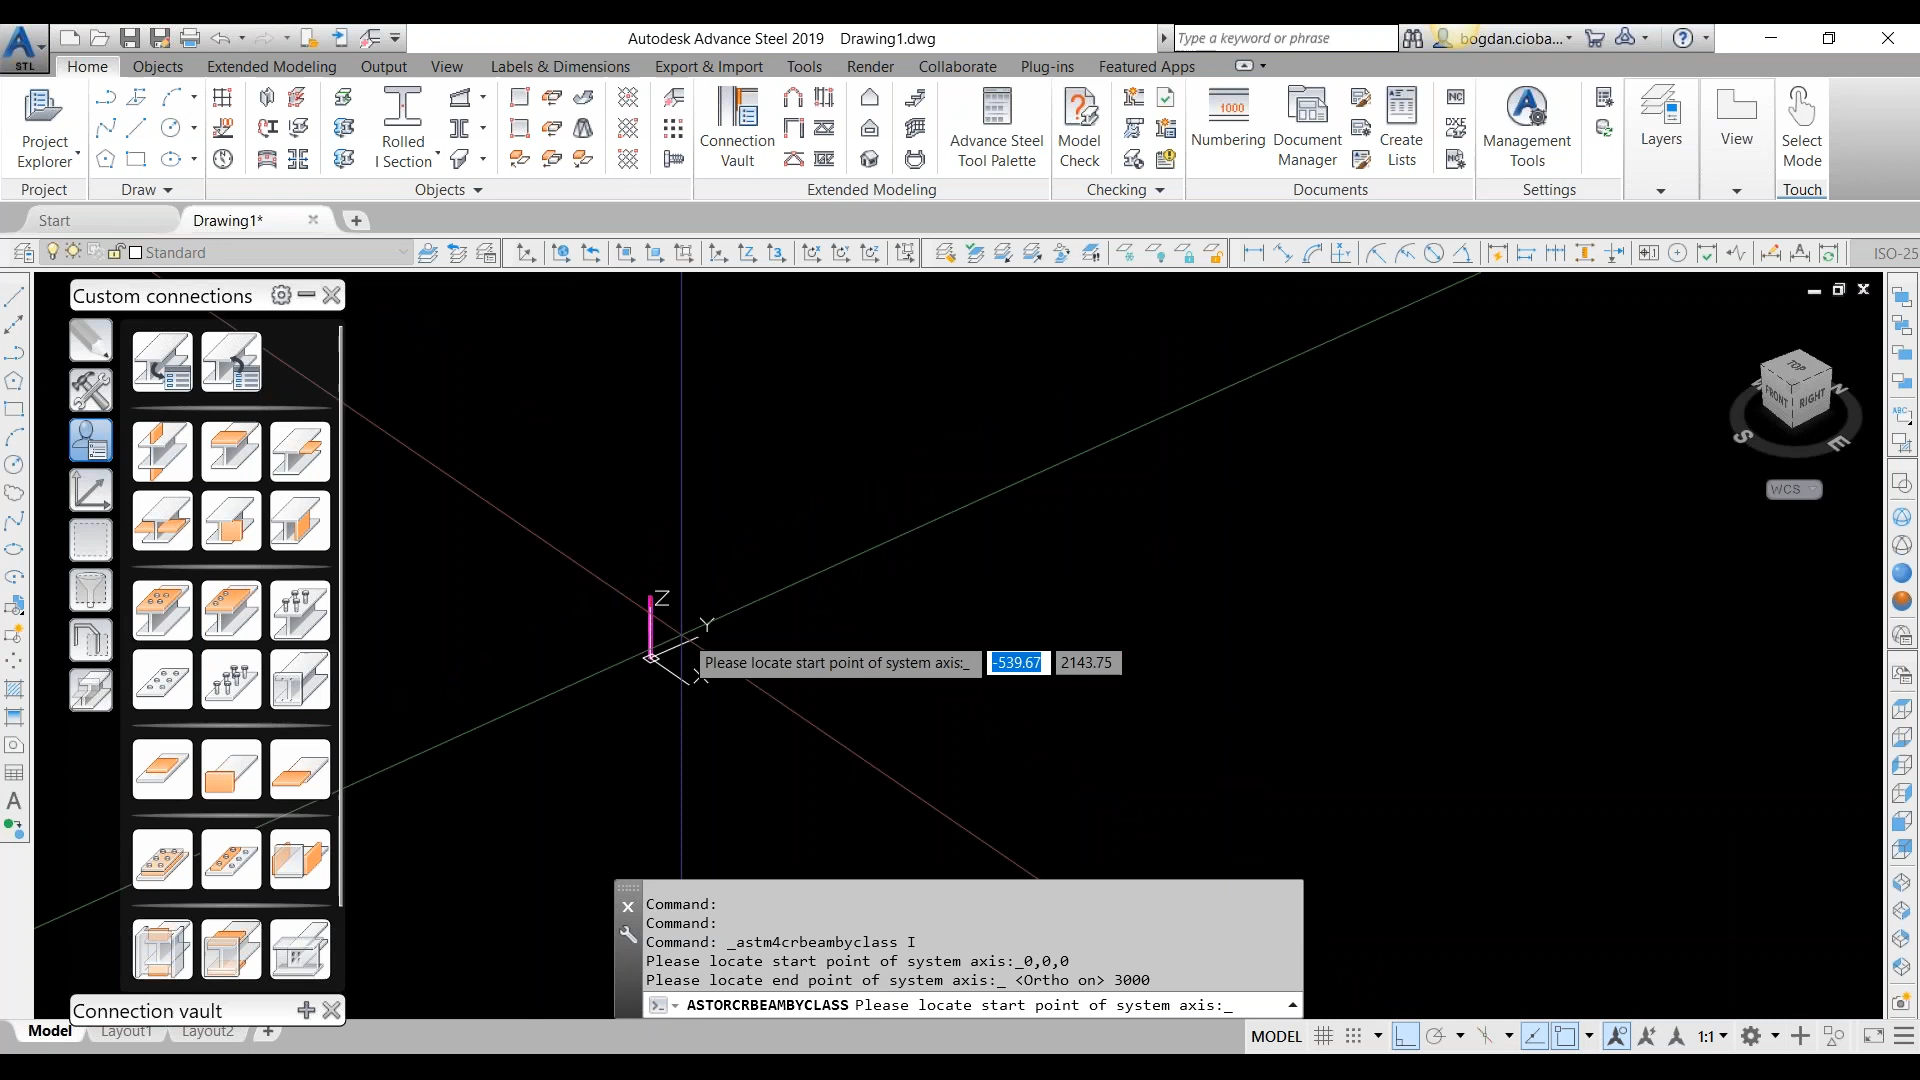 Autodesk Advance Steel 2019 Drawing1.dwg
Type a keyword or phrase
bogdan.cioba...
STL
Home Objects Extended Modeling Output View Labels & Dimensions Export & Import Tools Render Collaborate Plug-ins Featured Apps
Project
Explorer
Rolled
I Section
Connection
Vault
Advance Steel
Tool Palette
Model
Check
1000
Numbering
Document
Manager
Create
Lists
NC
DXF
Management
Tools
Layers
View
Select
Mode
Project Draw Objects Extended Modeling Checking Documents Settings Touch
Start Drawing1*
Standard
ISO-25
Custom connections
Z
Y
X
Please locate start point of system axis:_ -539.67 2143.75
TOP
FRONT
RIGHT
S
E
N
WCS
ABC
Command:
Command:
Command: _astm4crbeambyclass I
Please locate start point of system axis:_0,0,0
Please locate end point of system axis:_ <Ortho on> 3000
ASTORCRBEAMBYCLASS Please locate start point of system axis:_
Connection vault
Model Layout1 Layout2
MODEL
1:1